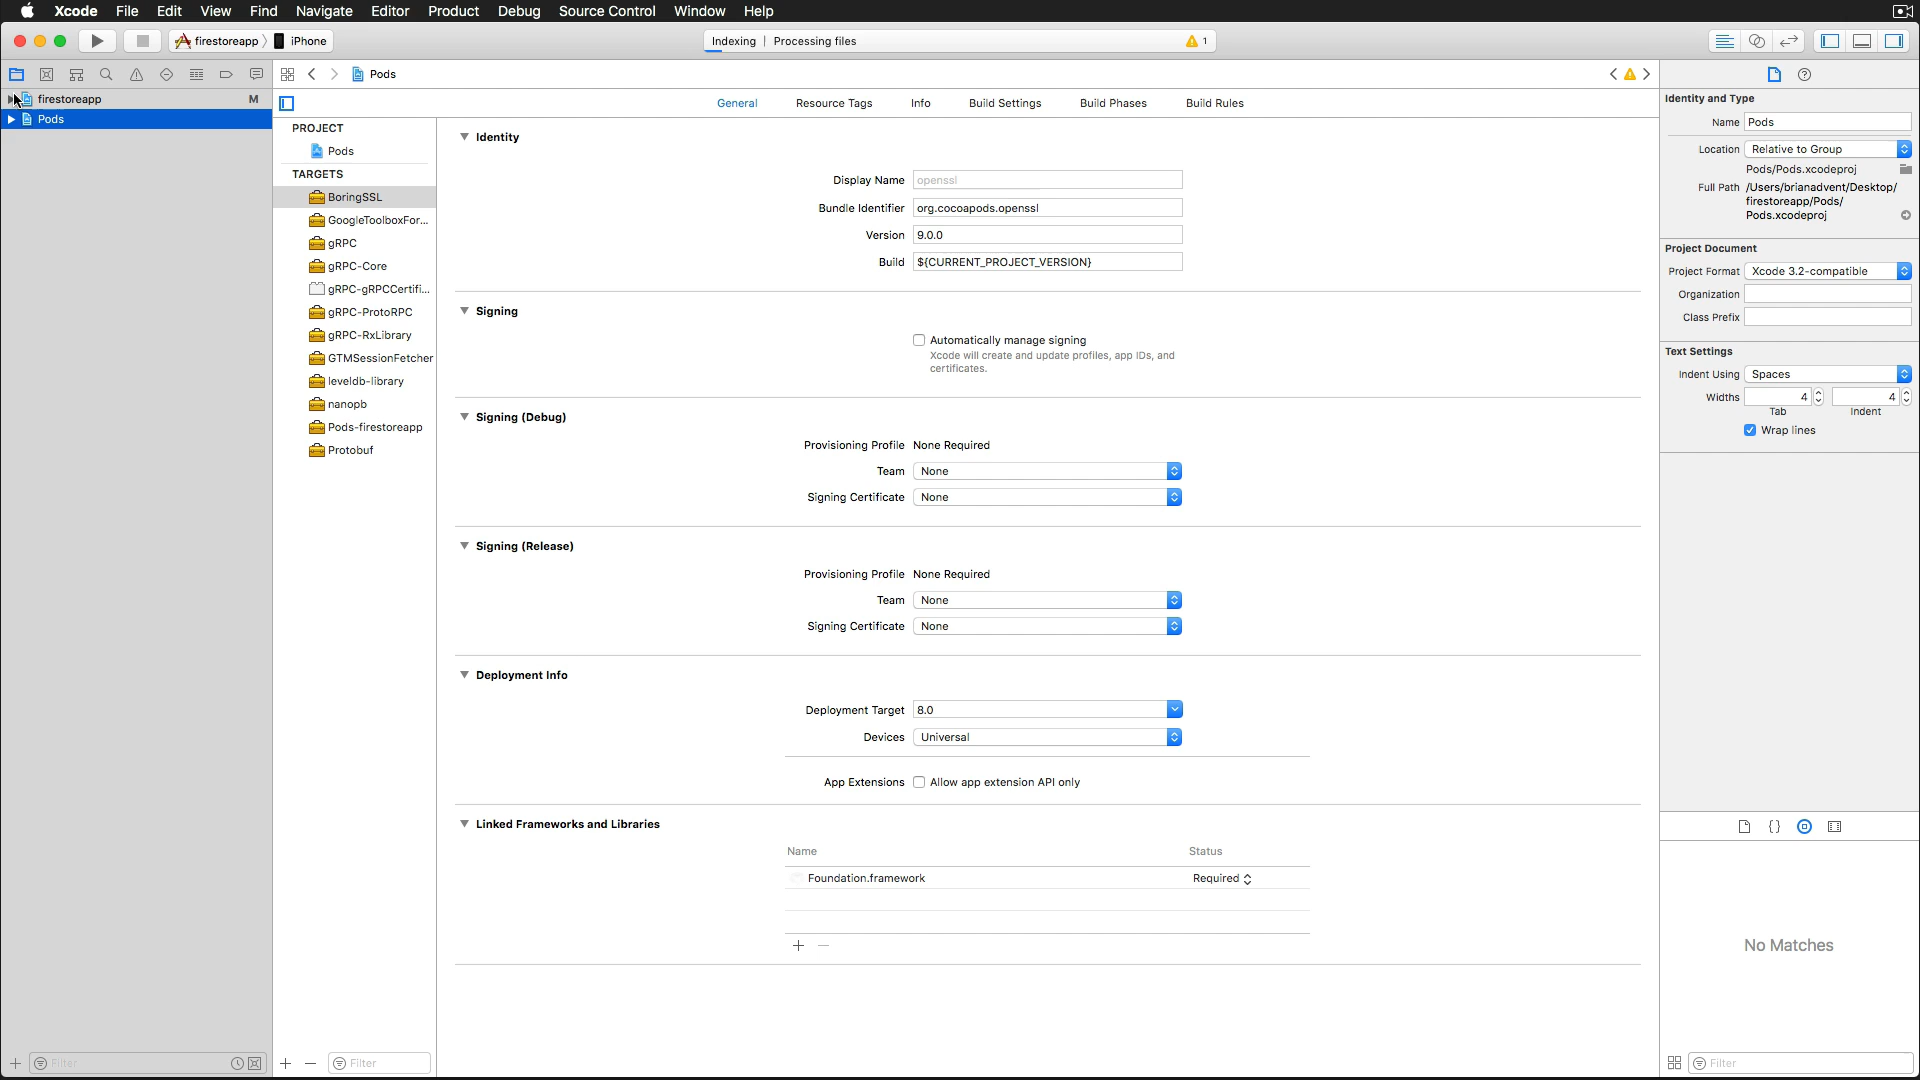 Xcode File Edit View Find Navigate Editor Product Debug Source Control Window Help
firestoreapp iPhone
Indexing | Processing files
1
Pods
firestoreapp M
Pods
General Resource Tags Info Build Settings Build Phases Build Rules
PROJECT
Pods
TARGETS
BoringSSL
GoogleToolboxFor...
gRPC
gRPC-Core
gRPC-gRPCCertifi...
gRPC-ProtoRPC
gRPC-RxLibrary
GTMSessionFetcher
leveldb-library
nanopb
Pods-firestoreapp
Protobuf
Identity
Display Name openssl
Bundle Identifier org.cocoapods.openssl
Version 9.0.0
Build ${CURRENT_PROJECT_VERSION}
Signing
Automatically manage signing
Xcode will create and update profiles, app IDs, and
certificates.
Signing (Debug)
Provisioning Profile None Required
Team None
Signing Certificate None
Signing (Release)
Provisioning Profile None Required
Team None
Signing Certificate None
Deployment Info
Deployment Target 8.0
Devices Universal
App Extensions Allow app extension API only
Linked Frameworks and Libraries
Name Status
Foundation.framework Required
Identity and Type
Name Pods
Location Relative to Group
Pods/Pods.xcodeproj
Full Path /Users/brianadvent/Desktop/
firestoreapp/Pods/
Pods.xcodeproj
Project Document
Project Format Xcode 3.2-compatible
Organization
Class Prefix
Text Settings
Indent Using Spaces
Widths 4 4
Tab Indent
Wrap lines
No Matches
Filter
Filter
Filter